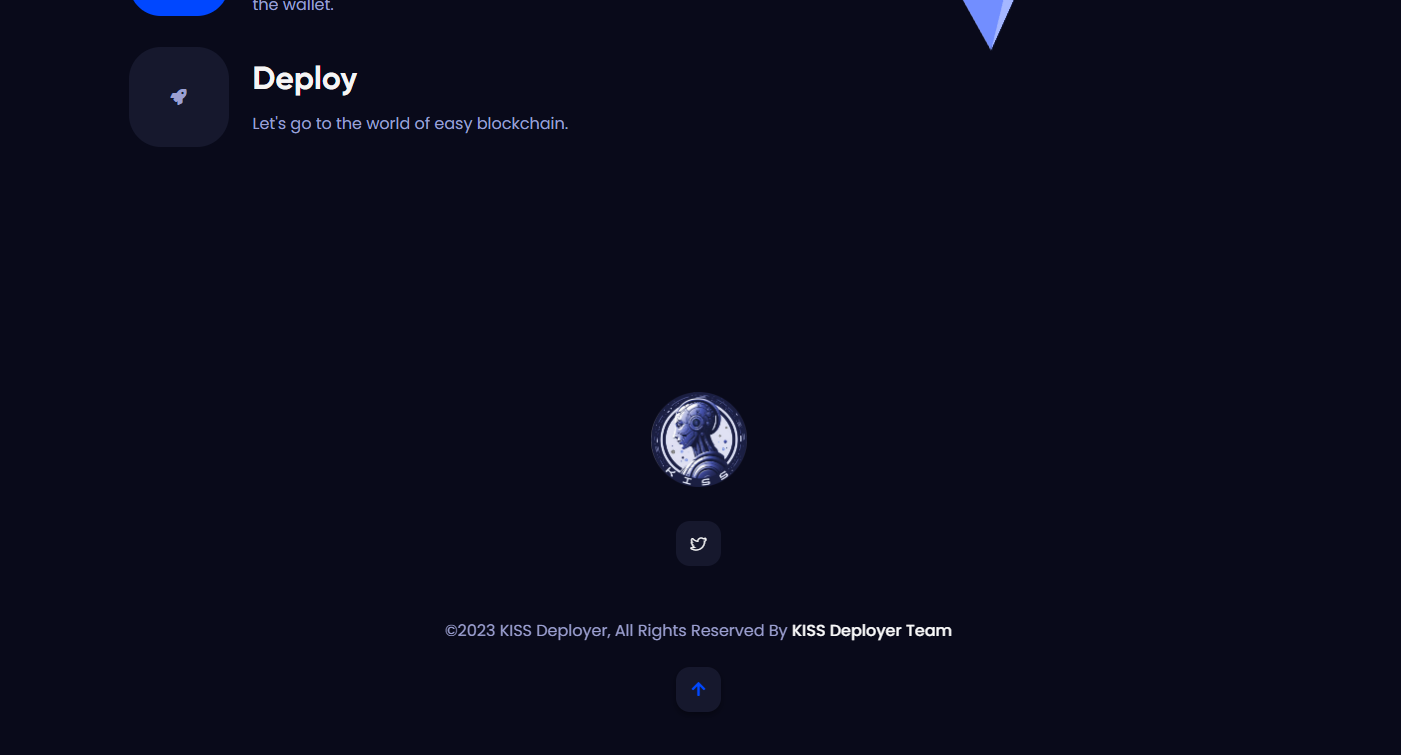 the wallet.
Deploy
Let's go to the world of easy blockchain.
KISS
©2023 KISS Deployer, All Rights Reserved By KISS Deployer Team